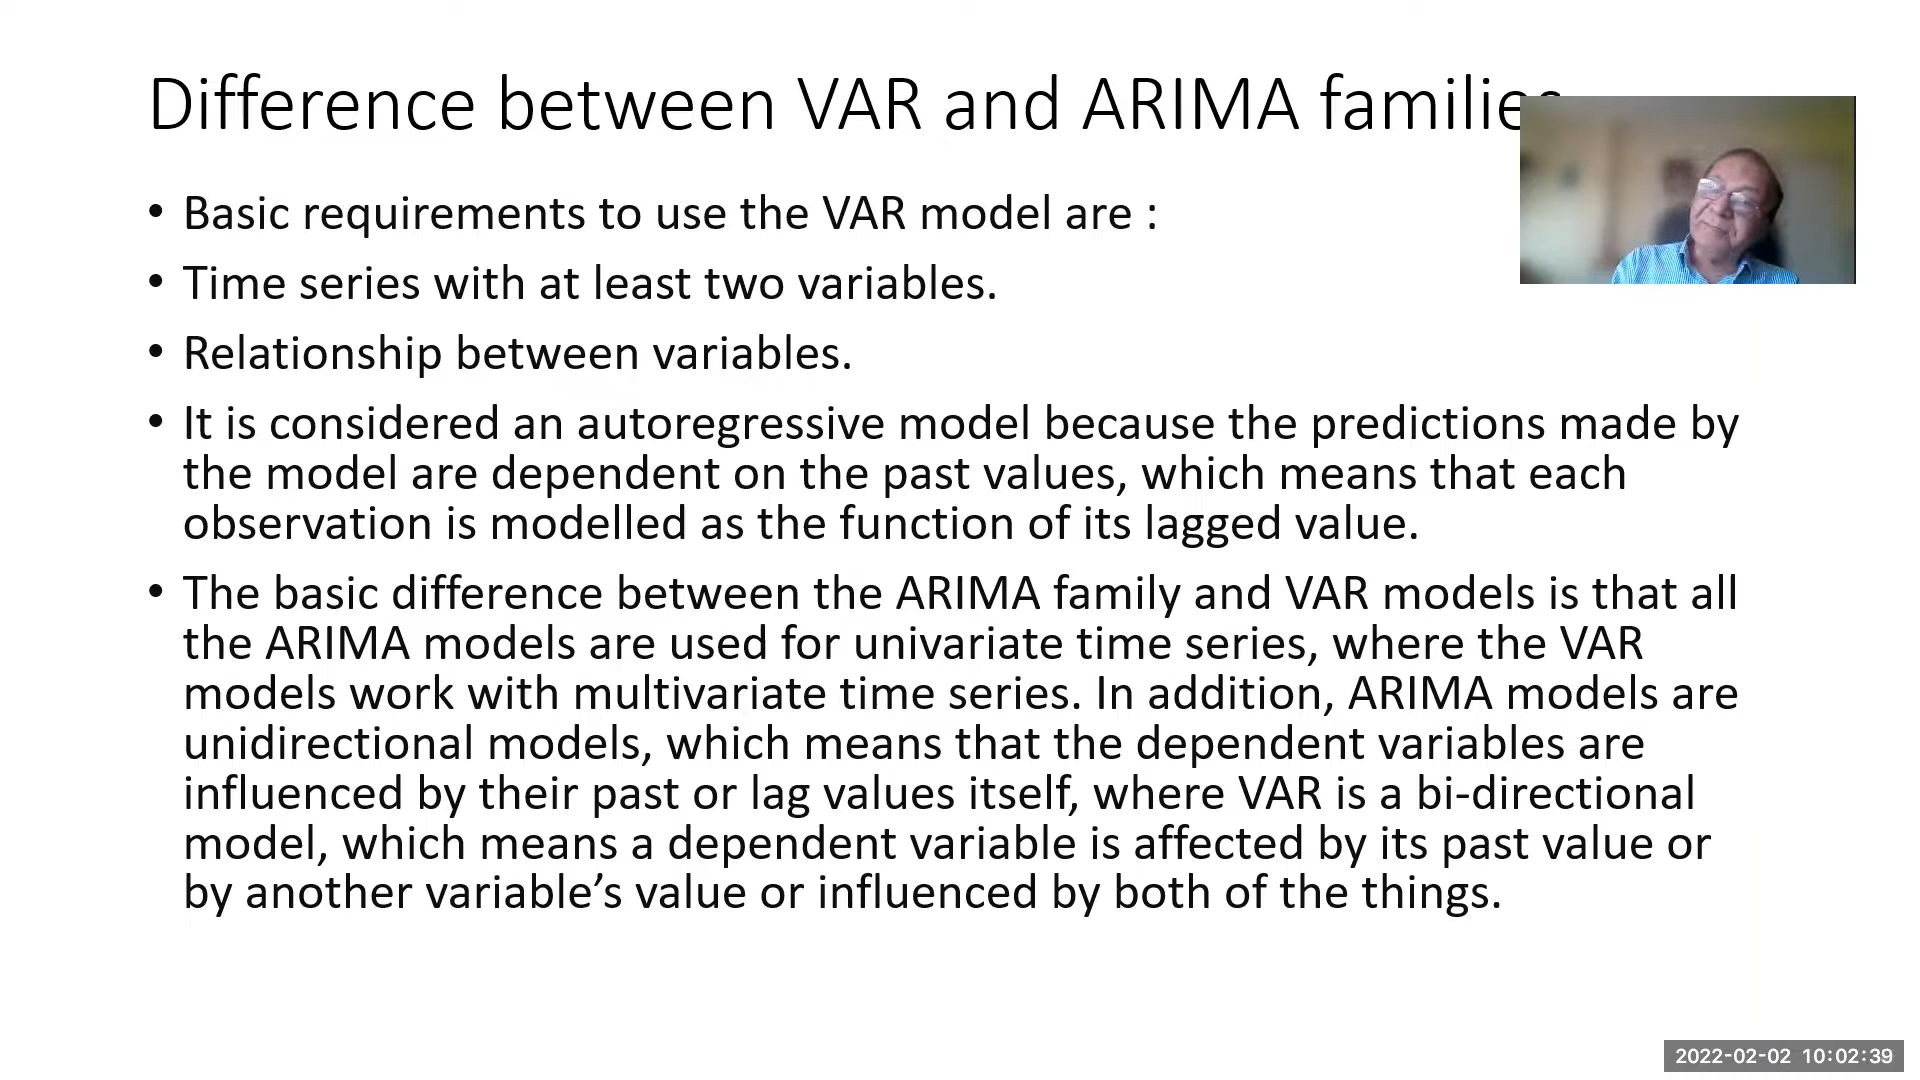 Difference between VAR and ARIMA families
• Basic requirements to use the VAR model are :
• Time series with at least two variables.
• Relationship between variables.
• It is considered an autoregressive model because the predictions made by
the model are dependent on the past values, which means that each
observation is modelled as the function of its lagged value.
• The basic difference between the ARIMA family and VAR models is that all
the ARIMA models are used for univariate time series, where the VAR
models work with multivariate time series. In addition, ARIMA models are
unidirectional models, which means that the dependent variables are
influenced by their past or lag values itself, where VAR is a bi-directional
model, which means a dependent variable is affected by its past value or
by another variable’s value or influenced by both of the things.
2022-02-02 10:02:39